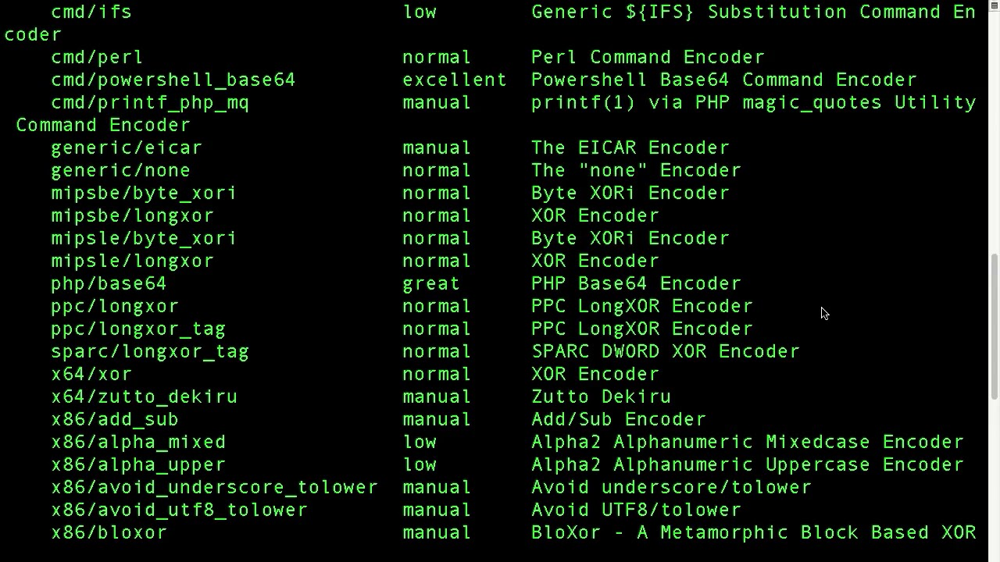 cmd/ifs low Generic ${IFS} Substitution Command En
coder
cmd/perl normal Perl Command Encoder
cmd/powershell_base64 excellent Powershell Base64 Command Encoder
cmd/printf_php_mq manual printf(1) via PHP magic_quotes Utility
Command Encoder
generic/eicar manual The EICAR Encoder
generic/none normal The "none" Encoder
mipsbe/byte_xori normal Byte XORi Encoder
mipsbe/longxor normal XOR Encoder
mipsle/byte_xori normal Byte XORi Encoder
mipsle/longxor normal XOR Encoder
php/base64 great PHP Base64 Encoder
ppc/longxor normal PPC LongXOR Encoder
ppc/longxor_tag normal PPC LongXOR Encoder
sparc/longxor_tag normal SPARC DWORD XOR Encoder
x64/xor normal XOR Encoder
x64/zutto_dekiru manual Zutto Dekiru
x86/add_sub manual Add/Sub Encoder
x86/alpha_mixed low Alpha2 Alphanumeric Mixedcase Encoder
x86/alpha_upper low Alpha2 Alphanumeric Uppercase Encoder
x86/avoid_underscore_tolower manual Avoid underscore/tolower
x86/avoid_utf8_tolower manual Avoid UTF8/tolower
x86/bloxor manual BloXor - A Metamorphic Block Based XOR